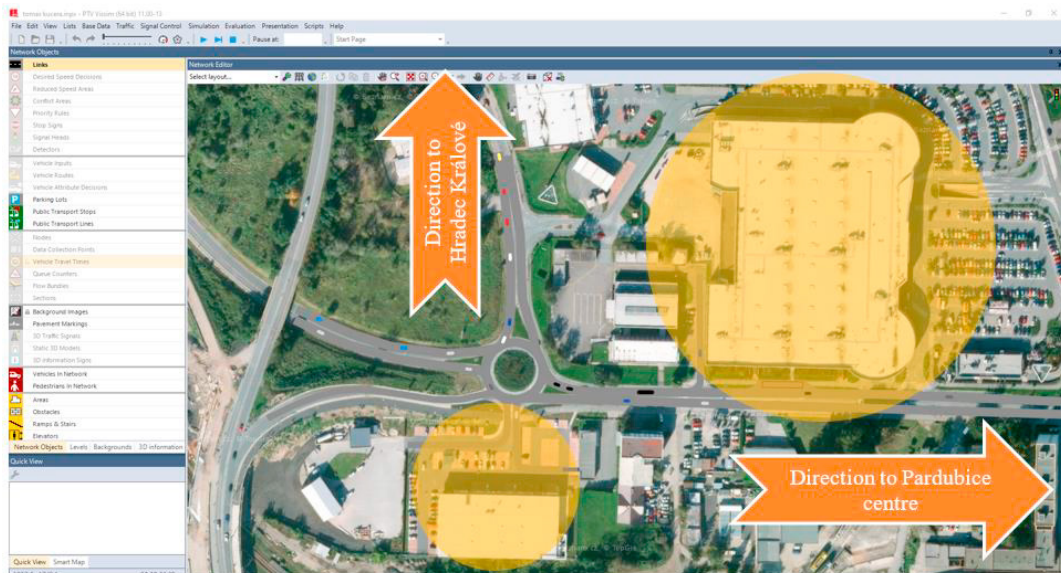 tomas kucera.inpx - PTV Vissim (64 bit) 11.00-13
File Edit View Lists Base Data Traffic Signal Control Simulation Evaluation Presentation Scripts Help
Pause at: Start Page
Network Objects
Links
Desired Speed Decisions
Reduced Speed Areas
Conflict Areas
Priority Rules
Stop Signs
Signal Heads
Detectors
Vehicle Inputs
Vehicle Routes
Vehicle Attribute Decisions
Parking Lots
Public Transport Stops
Public Transport Lines
Nodes
Data Collection Points
Vehicle Travel Times
Queue Counters
Flow Bundles
Sections
Background Images
Pavement Markings
3D Traffic Signals
Static 3D Models
3D Information Signs
Vehicles In Network
Pedestrians In Network
Areas
Obstacles
Ramps & Stairs
Elevators
Network Objects Levels Backgrounds 3D information
Quick View
Quick View Smart Map
Network Editor
Select layout...
Direction to
Hradec Králové
Direction to Pardubice
centre